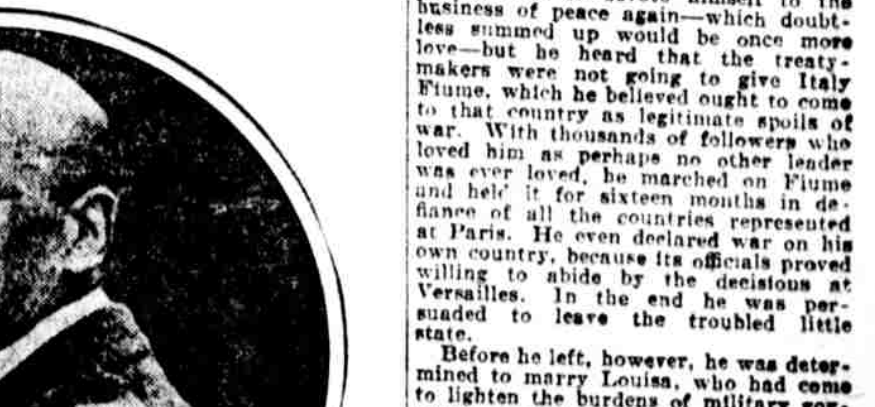 himself to the
business of peace again—which doubt-
less summed up would be once more
love—but he heard that the treaty-
makers were not going to give Italy
Fiume, which he believed ought to come
to that country as legitimate spoils of
war. With thousands of followers who
loved him as perhaps no other leader
was ever loved, he marched on Fiume
and held it for sixteen months in de-
fiance of all the countries represented
at Paris. He even declared war on his
own country, because its officials proved
willing to abide by the decisions at
Versailles. In the end he was per-
suaded to leave the troubled little
state.
Before he left, however, he was deter-
mined to marry Louisa, who had come
to lighten the burdens of military gov-